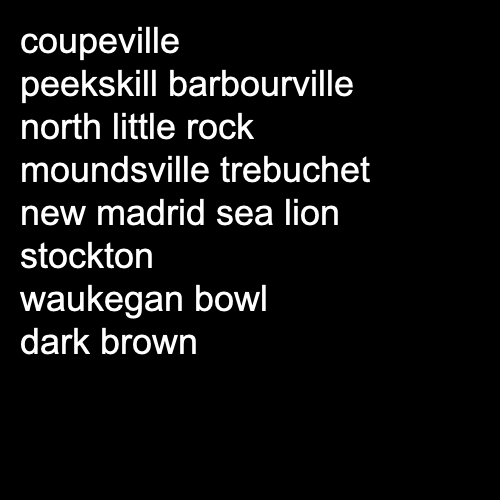 coupeville
peekskill barbourville
north little rock
moundsville trebuchet
new madrid sea lion
stockton
waukegan bowl
dark brown